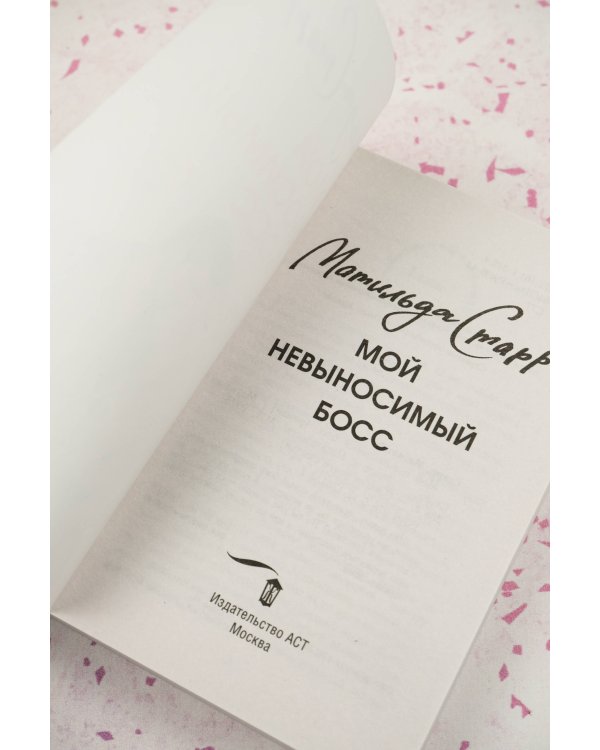 Матильда Старр
МОЙ
НЕВЫНОСИМЫЙ
БОСС
Издательство АСТ
Москва